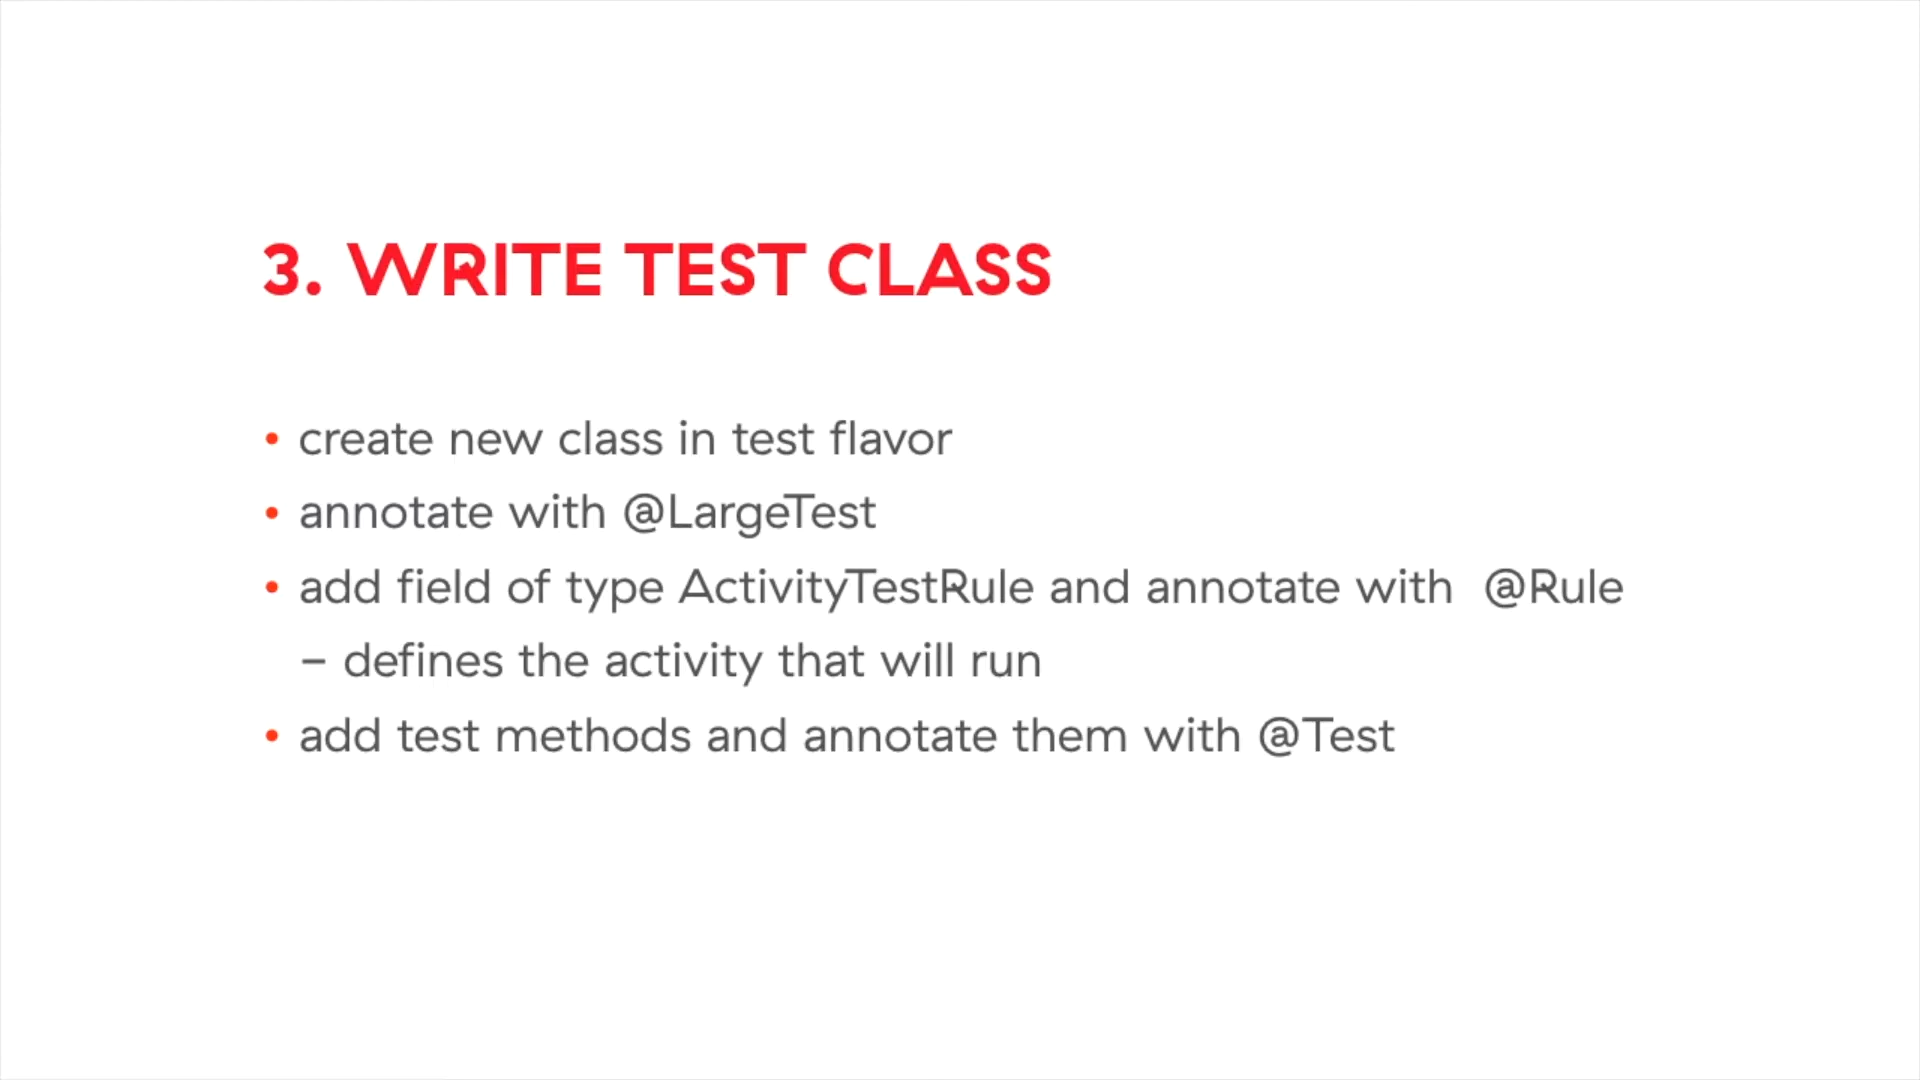 3. WRITE TEST CLASS
• create new class in test flavor
• annotate with @LargeTest
• add field of type ActivityTestRule and annotate with  @Rule
– defines the activity that will run
• add test methods and annotate them with @Test